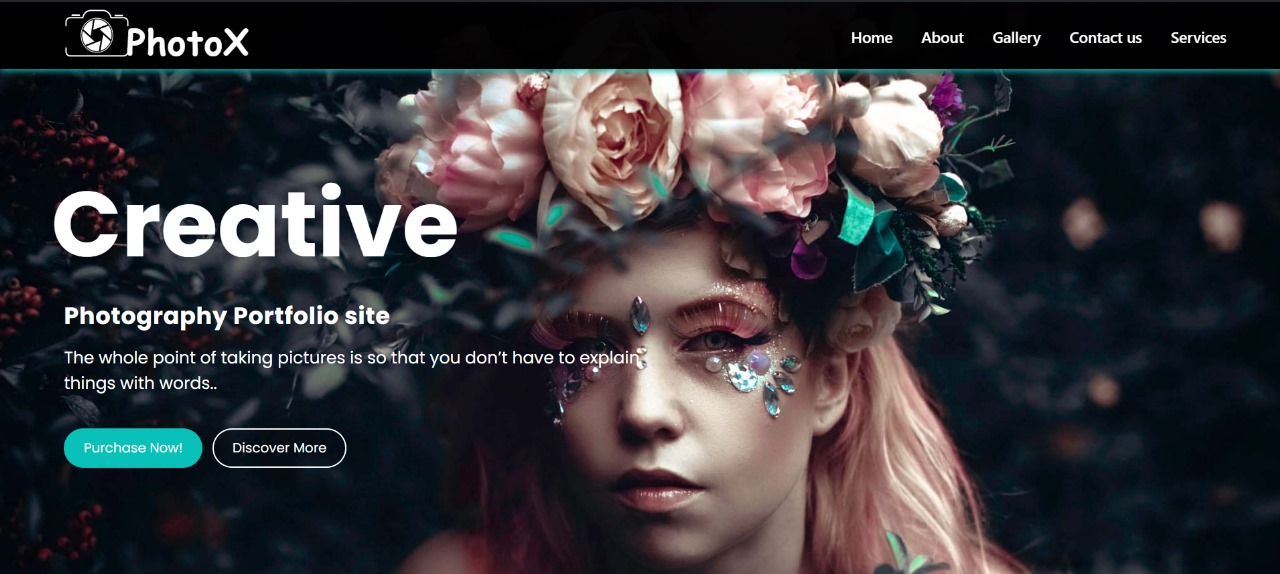 PhotoX
Home About Gallery Contact us Services
Creative
Photography Portfolio site
The whole point of taking pictures is so that you don’t have to explain
things with words..
Purchase Now! Discover More